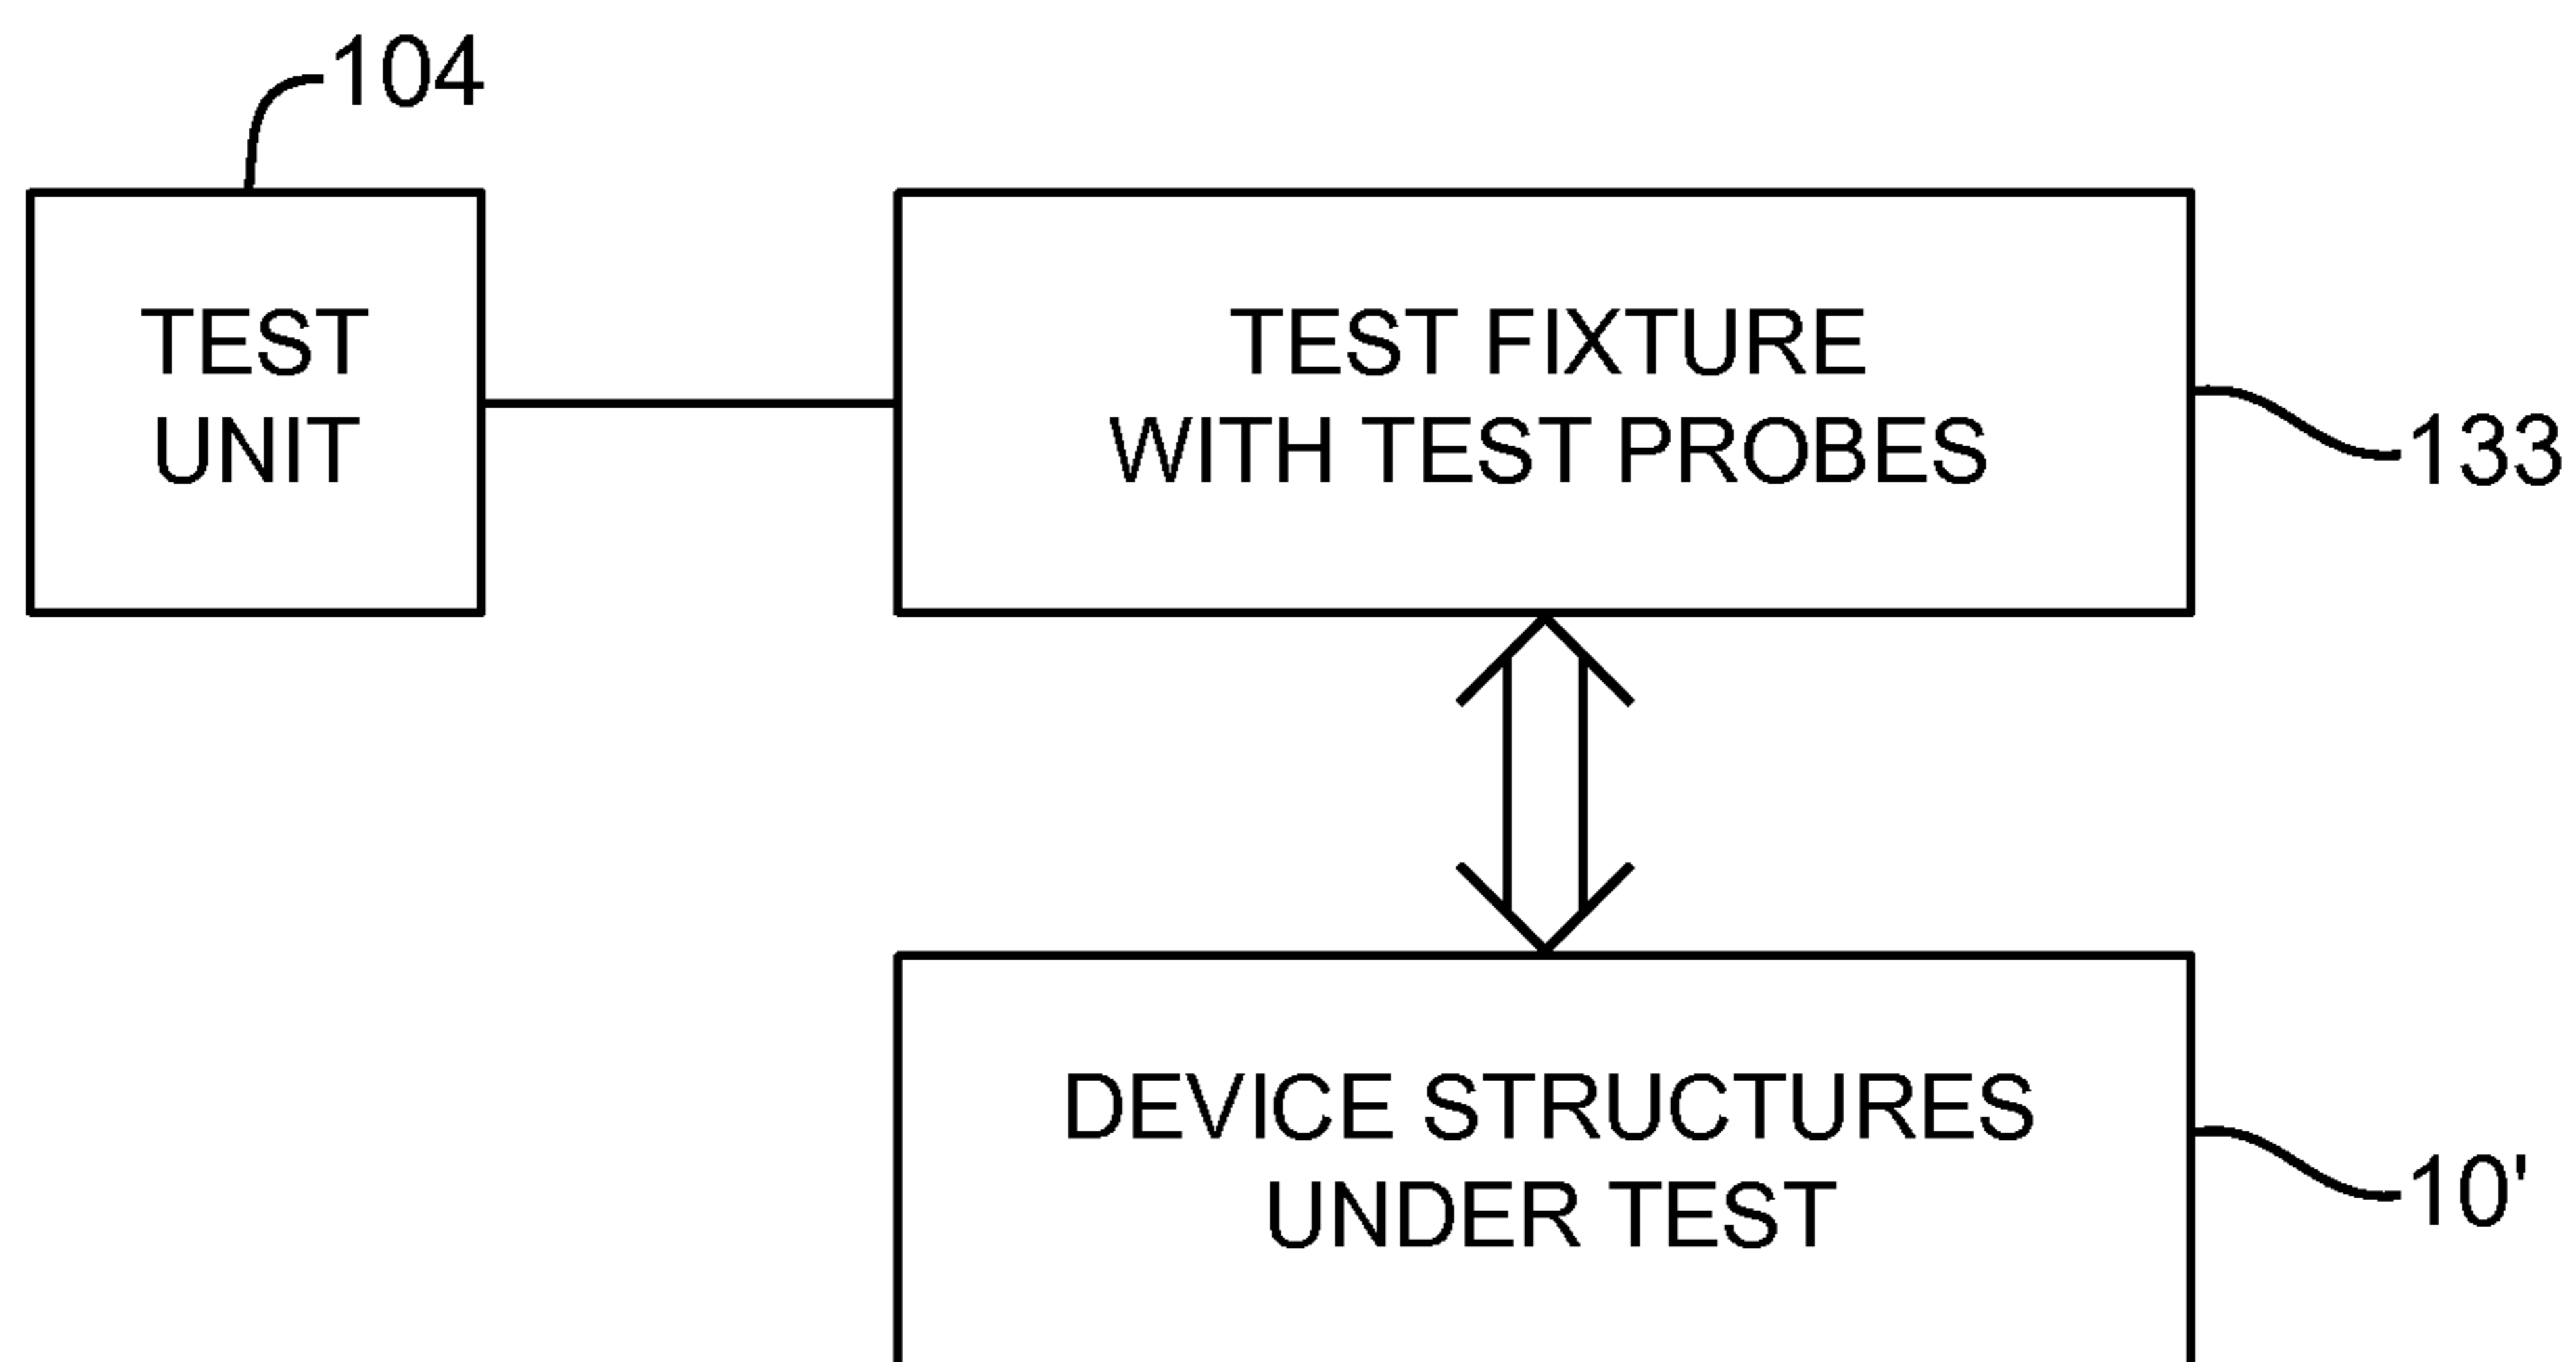 104
TEST
UNIT
TEST FIXTURE
WITH TEST PROBES
133
DEVICE STRUCTURES
UNDER TEST
10'